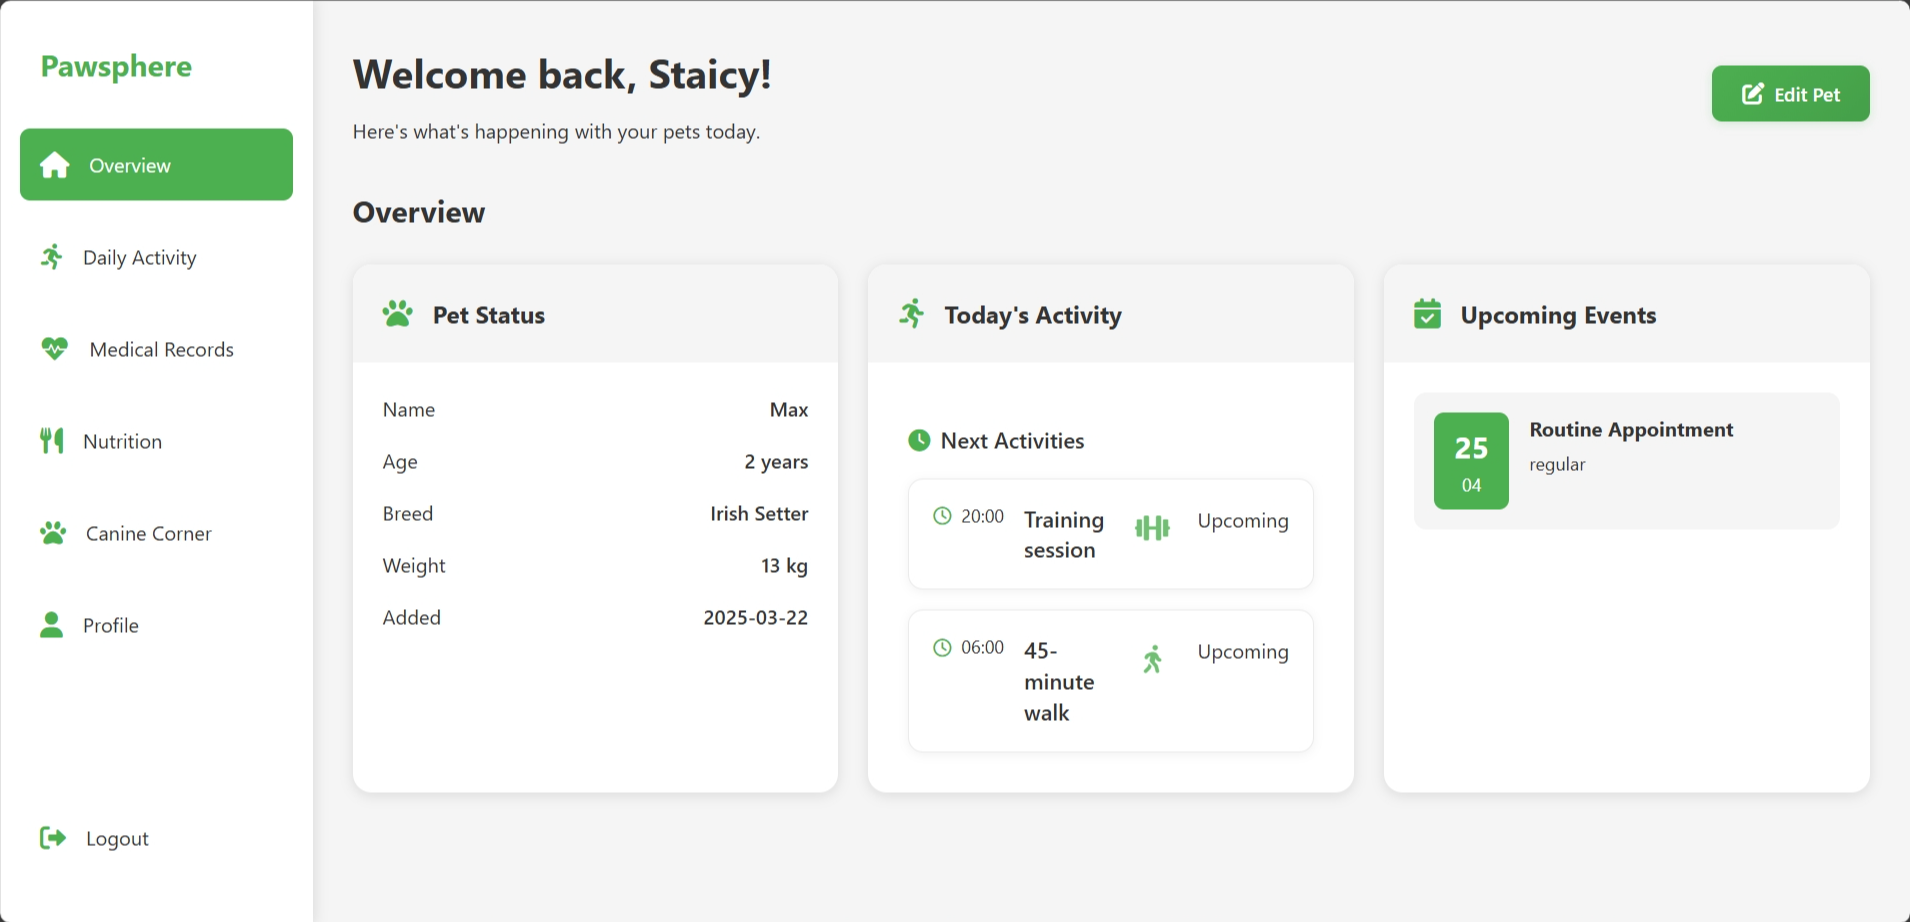 Pawsphere
Overview
Daily Activity
Medical Records
Nutrition
Canine Corner
Profile
Logout
Welcome back, Staicy!
Here's what's happening with your pets today.
Edit Pet
Overview
Pet Status
Name Max
Age 2 years
Breed Irish Setter
Weight 13 kg
Added 2025-03-22
Today's Activity
Next Activities
20:00 Training Upcoming
session
06:00 45- Upcoming
minute
walk
Upcoming Events
25
04
Routine Appointment
regular